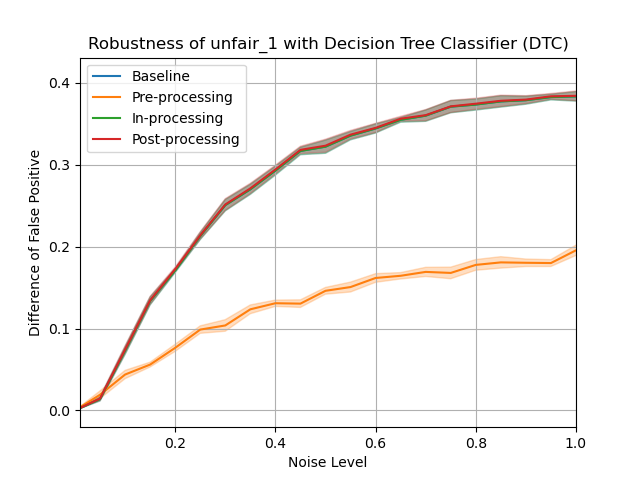 Robustness of unfair_1 with Decision Tree Classifier (DTC)
Baseline
Pre-processing
In-processing
Post-processing
Difference of False Positive
0.4
0.3
0.2
0.1
0.0
0.2
0.4
0.6
0.8
1.0
Noise Level